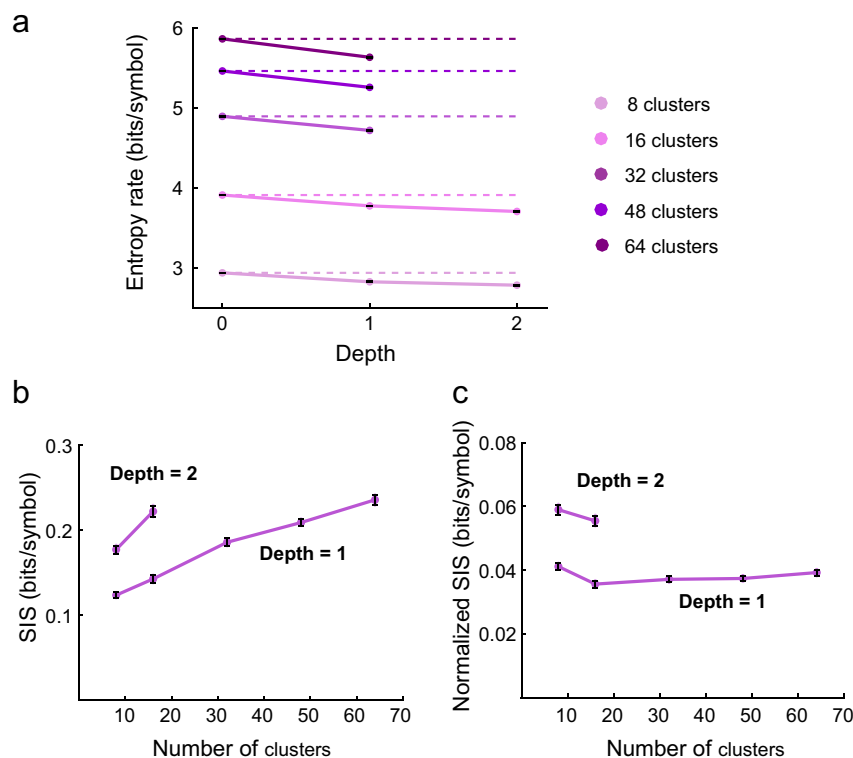 a
Entropy rate (bits/symbol)
6
5
4
3
0 1 2
Depth
8 clusters
16 clusters
32 clusters
48 clusters
64 clusters
b
SIS (bits/symbol)
0.3
0.2
0.1
Depth = 2
Depth = 1
10 20 30 40 50 60 70
Number of clusters
c
Normalized SIS (bits/symbol)
0.08
0.06
0.04
0.02
Depth = 2
Depth = 1
10 20 30 40 50 60 70
Number of clusters